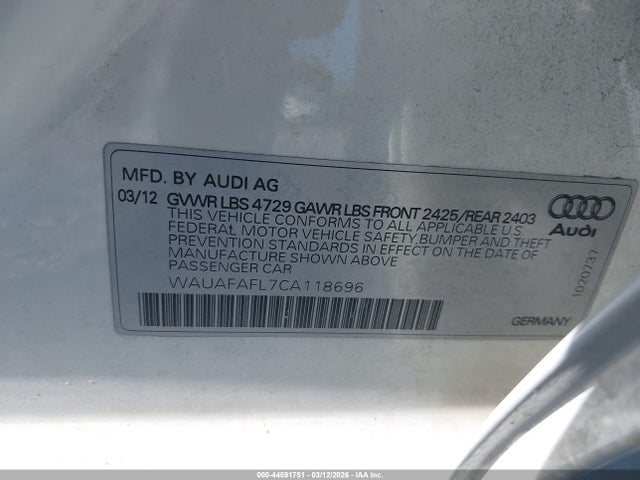 MFD. BY AUDI AG
03/12 GVWR LBS 4729 GAWR LBS FRONT 2425/REAR 2403
THIS VEHICLE CONFORMS TO ALL APPLICABLE U.S
FEDERAL MOTOR VEHICLE SAFETY,BUMPER AND THEFT
PREVENTION STANDARDS IN EFFECT ON THE DATE OF
MANUFACTURE SHOWN ABOVE
PASSENGER CAR
WAUAFAFL7CA118696
Audi
1020737
GERMANY
000-44591751 - 03/12/2026 - IAA Inc.